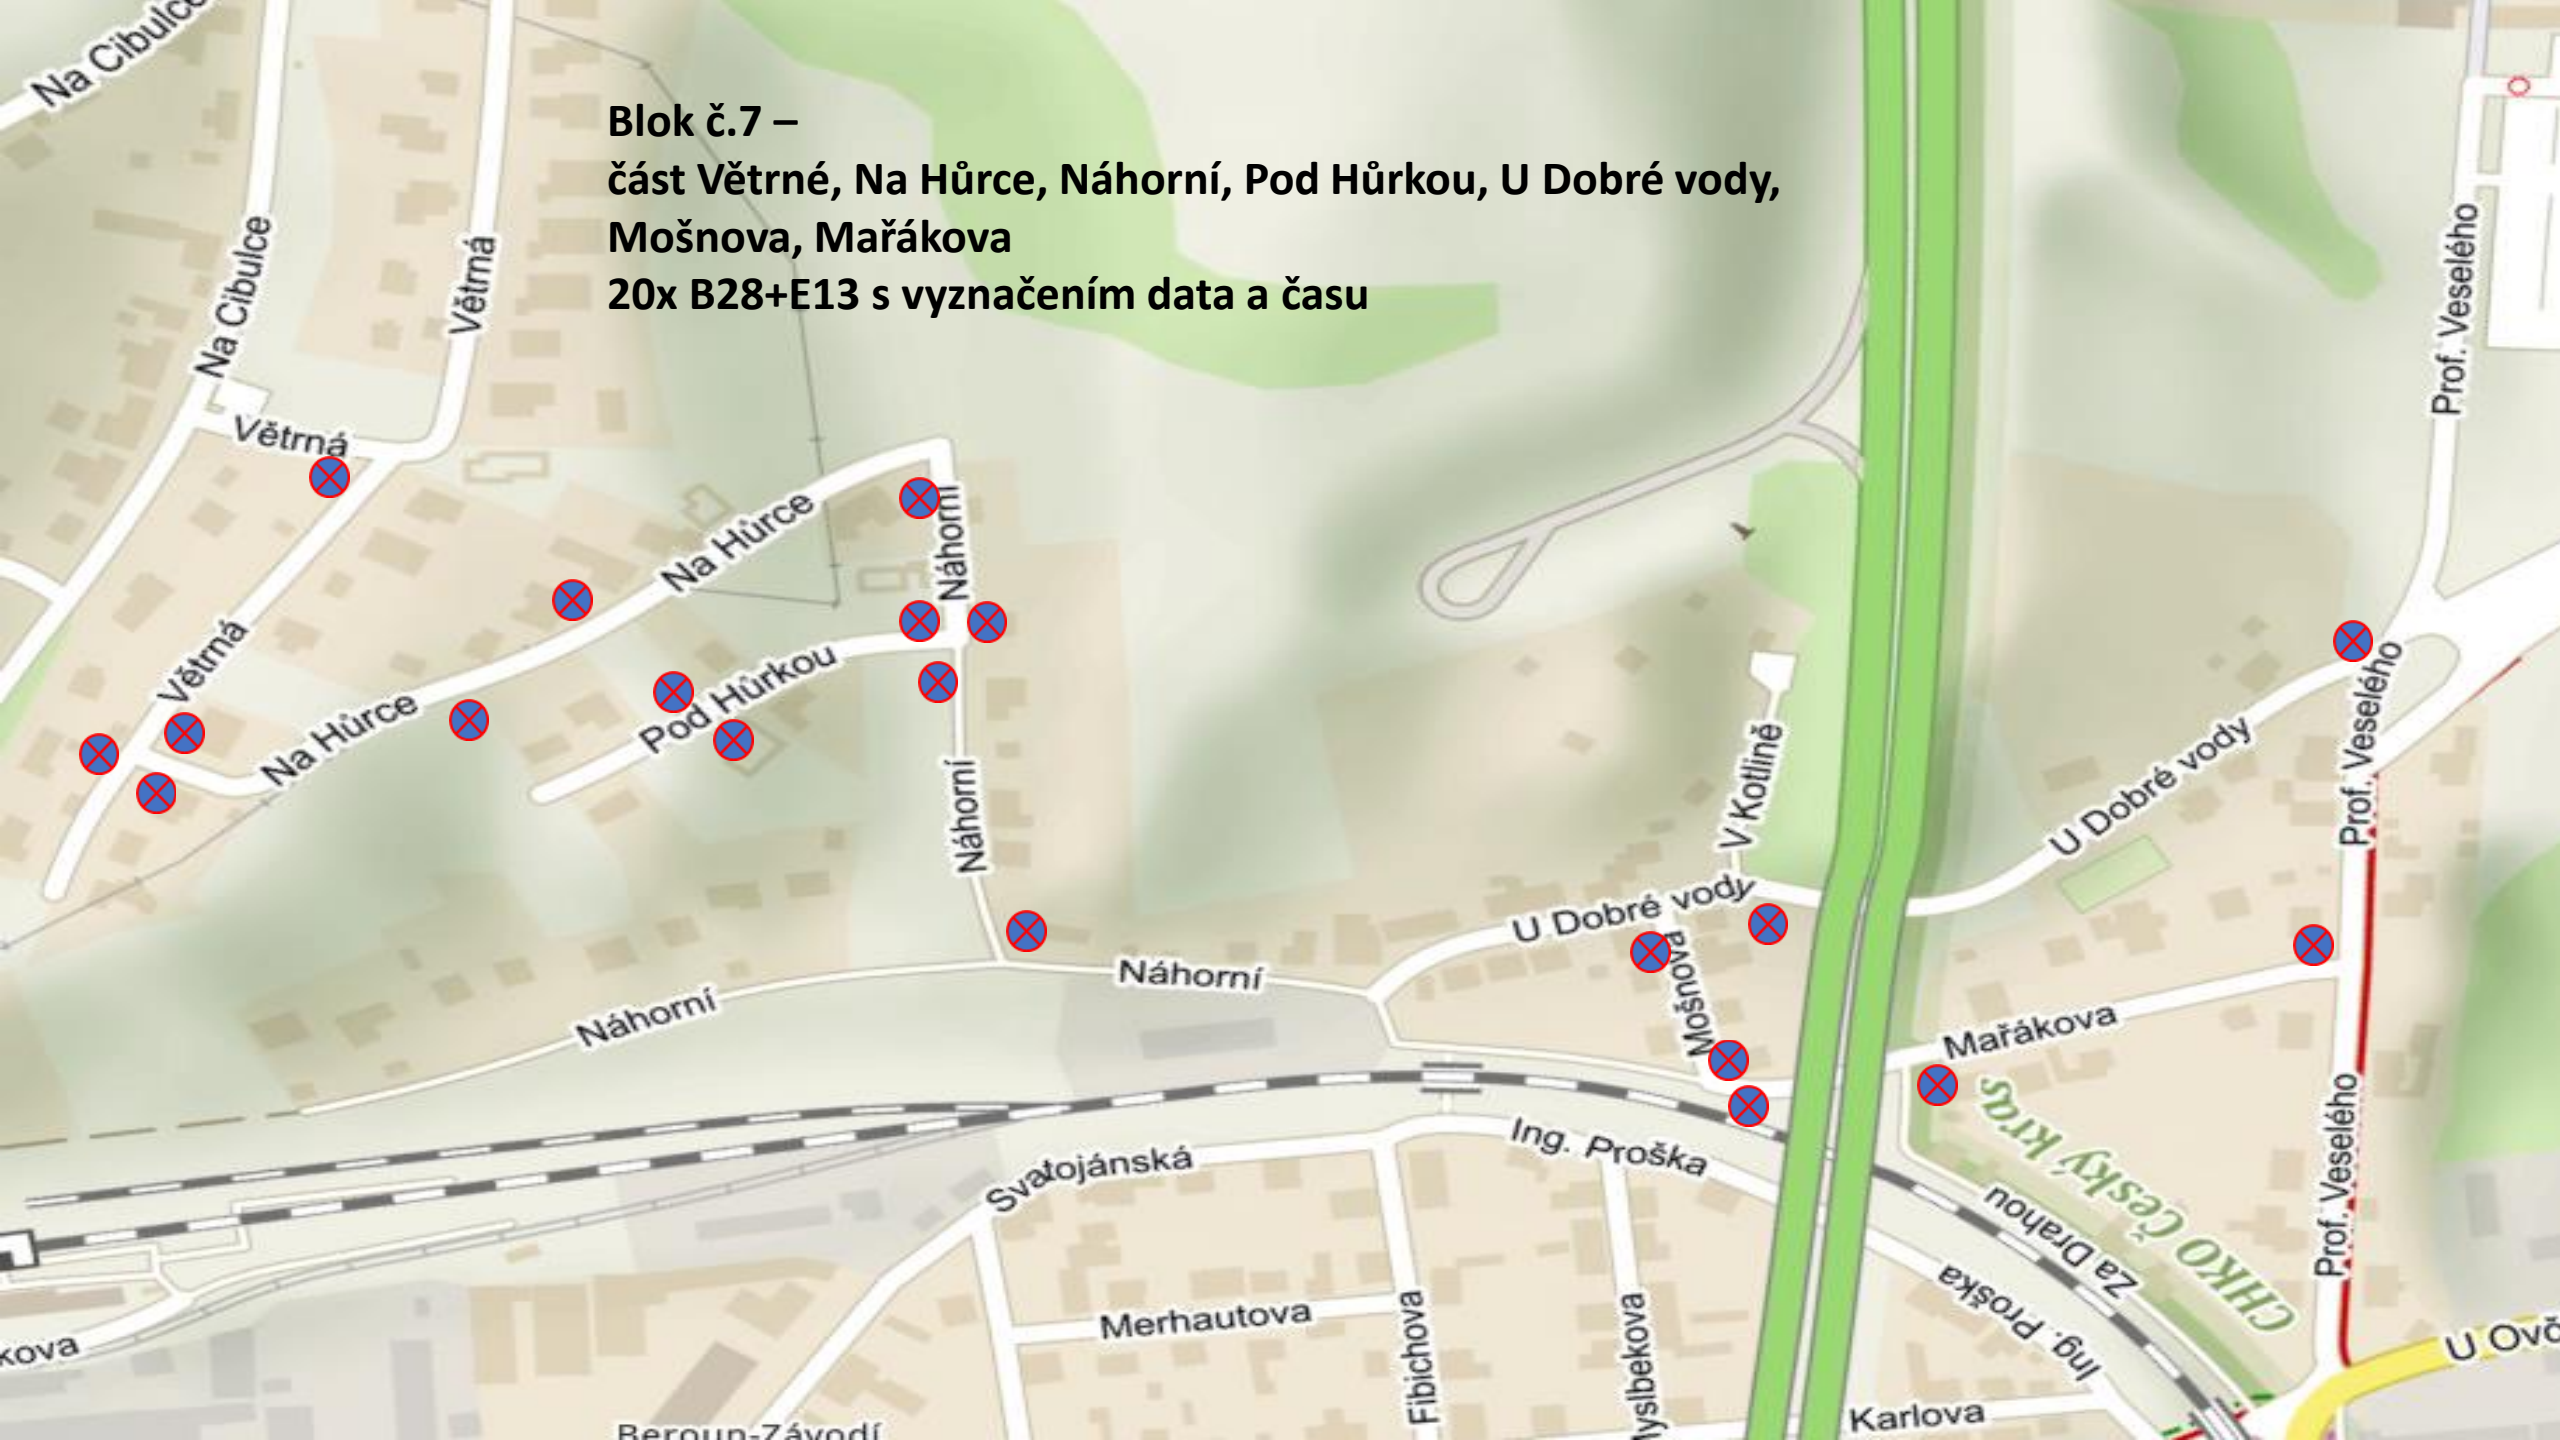 Na Cibulce
Blok č.7 –
část Větrné, Na Hůrce, Náhorní, Pod Hůrkou, U Dobré vody,
Mošnova, Mařákova
20x B28+E13 s vyznačením data a času
Na Cibulce
Větrná
Prof. Veselého
Větrná
Na Hůrce
Náhorní
Větrná
Pod Hůrkou
Na Hůrce
Prof. Veselého
V Kotlině
U Dobré vody
Náhorní
U Dobré vody
Mošnova
Náhorní
Náhorní
Mařákova
CHKO Český kras
Ing. Proška
Svatojánská
Za Drahou
Prof. Veselého
Ing. Proška
Merhautova
Fibichova
kova
U Ovč
Karlova
Beroun-Závodí